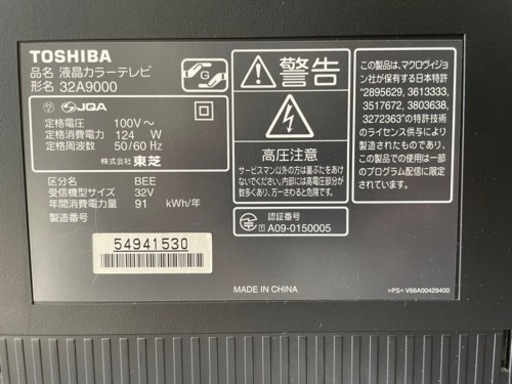 TOSHIBA
品名 液晶カラーテレビ
形名 32A9000
G
JQA
定格電圧 100V～
定格消費電力 124 W
定格周波数 50/60 Hz
株式会社 東芝
区分名 BEE
受信機型サイズ 32V
年間消費電力量 91 kWh/年
製造番号
54941530
警告
高圧注意
サービスマン以外の方は裏ぶたをあけ
ないでください。内部には高電圧部分が
数多くあり、万一さわると危険です。
認証番号
T A09-0150005
この製品は、マクロヴィジョ
ン社が保有する日本特許
"2895629, 3613333,
3517672, 3803638,
3272363"の特許技術
のライセンス供与により
製造されたものであり、
この製品での使用は一部
のプログラム配信に限定さ
れています。
MADE IN CHINA
>PS< V66A00429400